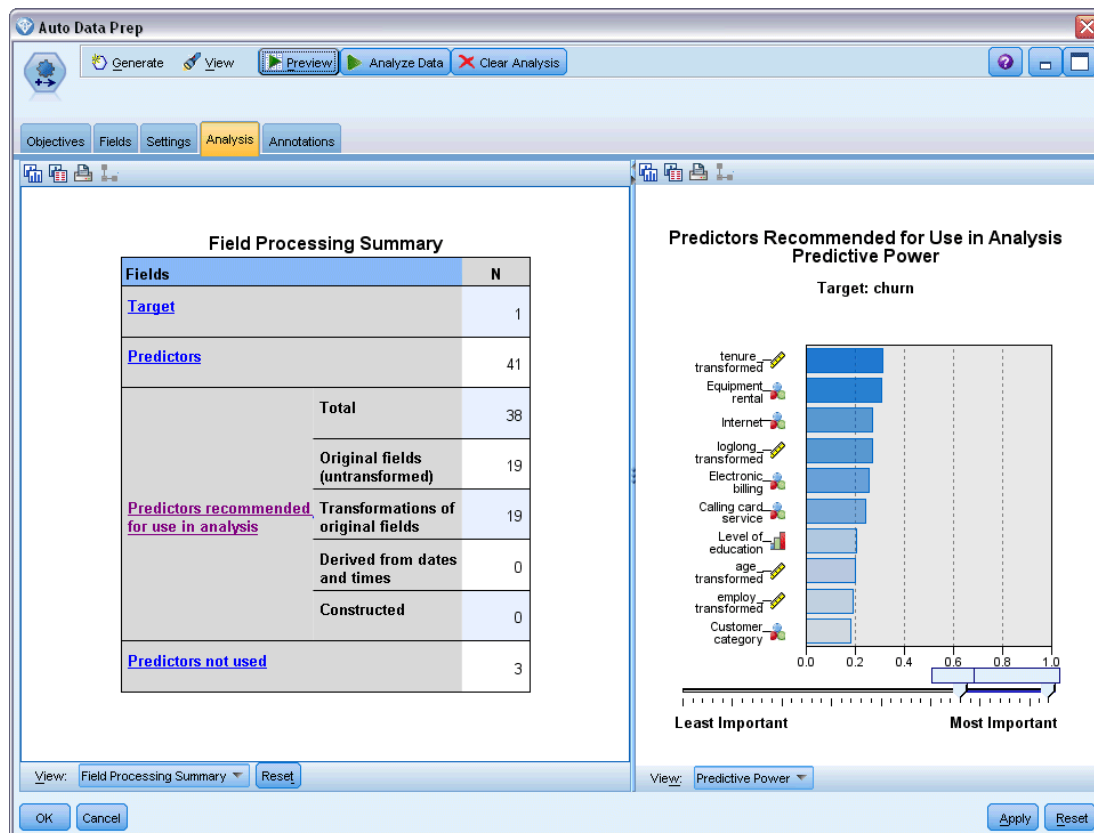 Auto Data Prep
Generate View Preview Analyze Data Clear Analysis
Objectives Fields Settings Analysis Annotations
Field Processing Summary
Fields N
Target 1
Predictors 41
Predictors recommended for use in analysis
Total 38
Original fields
(untransformed) 19
Transformations of
original fields 19
Derived from dates
and times 0
Constructed 0
Predictors not used 3
View: Field Processing Summary Reset
Predictors Recommended for Use in Analysis
Predictive Power
Target: churn
tenure_
transformed
Equipment
rental
Internet
loglong_
transformed
Electronic
billing
Calling card
service
Level of
education
age_
transformed
employ_
transformed
Customer
category
0.0 0.2 0.4 0.6 0.8 1.0
Least Important Most Important
View: Predictive Power
OK Cancel Apply Reset